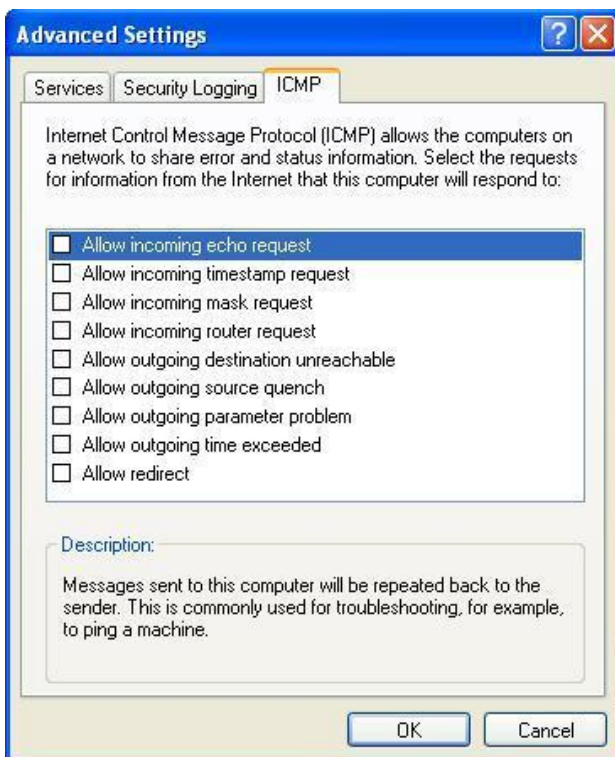 Advanced Settings
Services Security Logging ICMP
Internet Control Message Protocol (ICMP) allows the computers on
a network to share error and status information. Select the requests
for information from the Internet that this computer will respond to:
Allow incoming echo request
Allow incoming timestamp request
Allow incoming mask request
Allow incoming router request
Allow outgoing destination unreachable
Allow outgoing source quench
Allow outgoing parameter problem
Allow outgoing time exceeded
Allow redirect
Description:
Messages sent to this computer will be repeated back to the
sender. This is commonly used for troubleshooting, for example,
to ping a machine.
OK Cancel